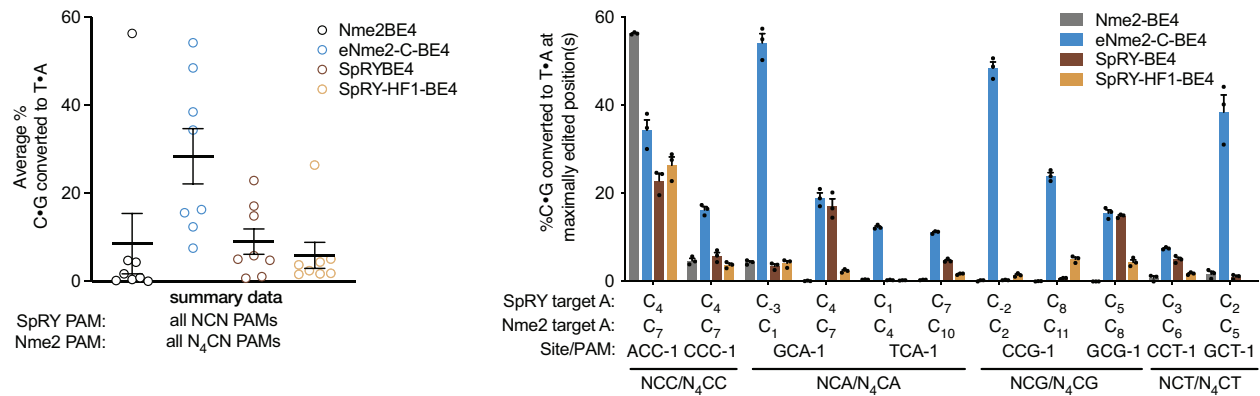 Average %
C•G converted to T•A
60
40
20
0
Nme2BE4
eNme2-C-BE4
SpRYBE4
SpRY-HF1-BE4
summary data
SpRY PAM: all NCN PAMs
Nme2 PAM: all N₄CN PAMs
%C•G converted to T•A at
maximally edited position(s)
60
40
20
0
Nme2-BE4
eNme2-C-BE4
SpRY-BE4
SpRY-HF1-BE4
SpRY target A: C₄ C₄ C₋₃ C₄ C₁ C₇ C₋₂ C₈ C₅ C₃ C₂
Nme2 target A: C₇ C₇ C₁ C₇ C₄ C₁₀ C₂ C₁₁ C₈ C₆ C₅
Site/PAM: ACC-1 CCC-1 GCA-1 TCA-1 CCG-1 GCG-1 CCT-1 GCT-1
NCC/N₄CC NCA/N₄CA NCG/N₄CG NCT/N₄CT